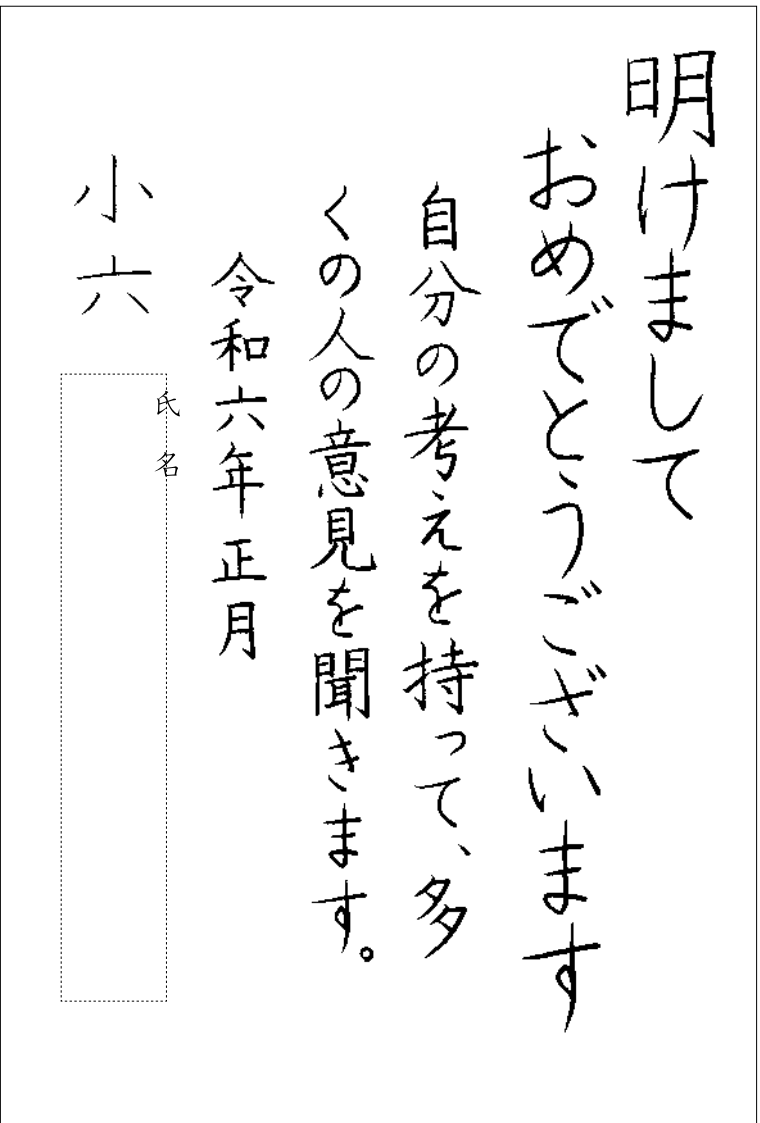 明けまして
おめでとうございます
自分の考えを持って、多
くの人の意見を聞きます。
令和六年正月
小六
氏名